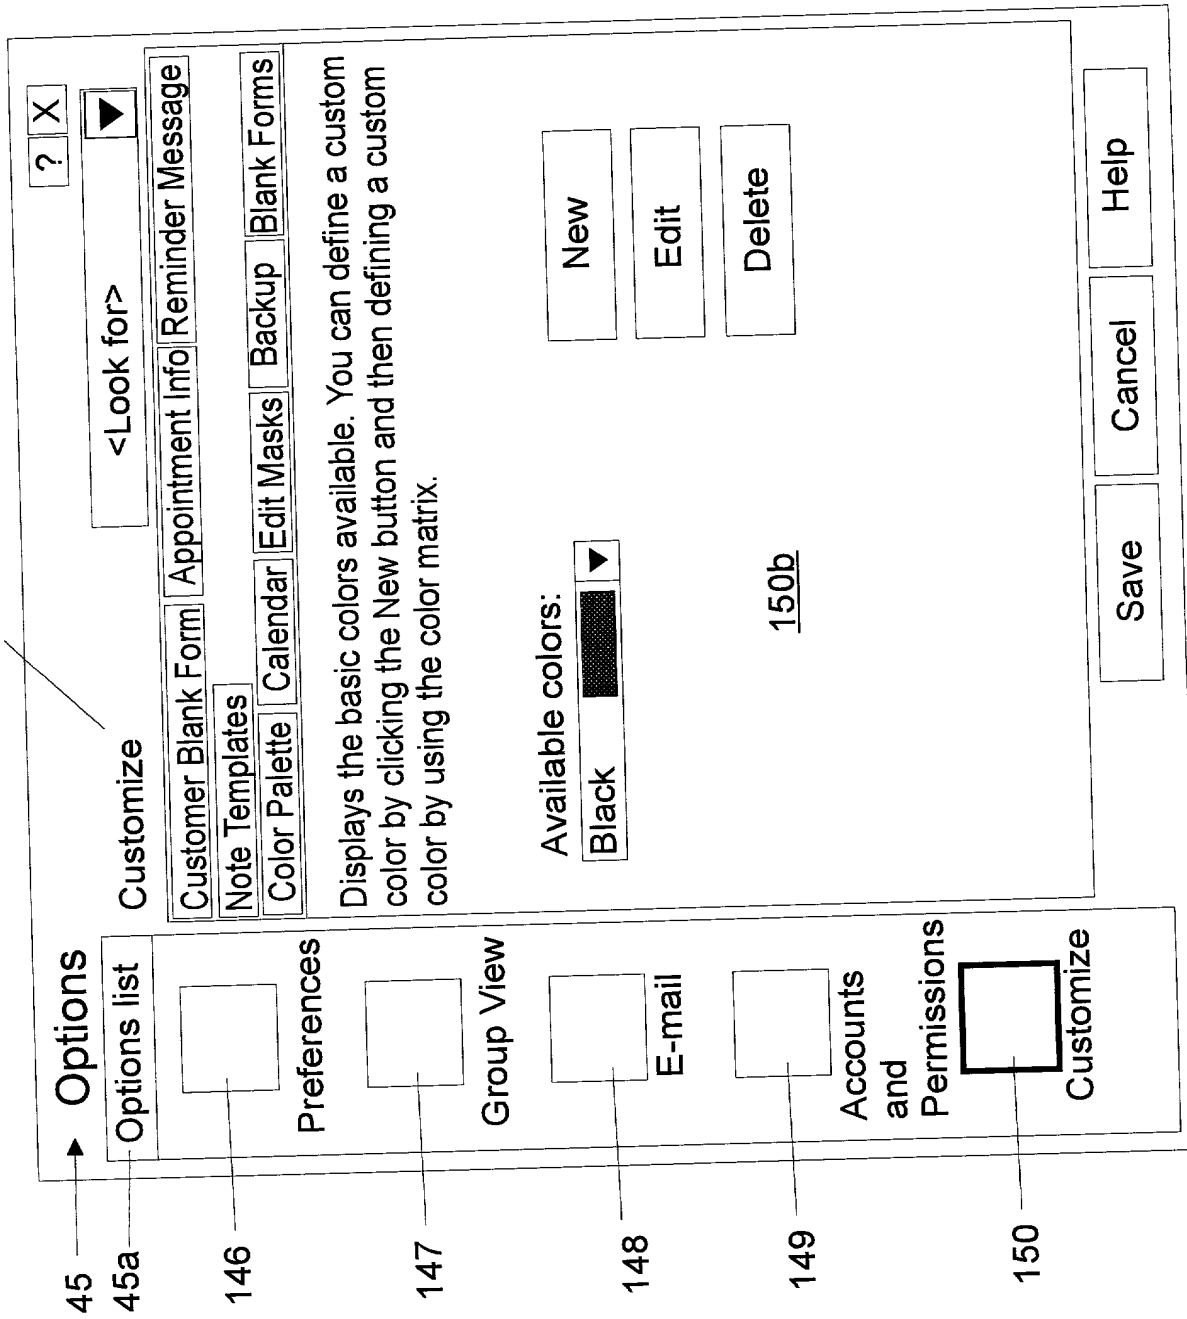 45
Options
? X
45a
Options list
Customize
<Look for>
Customer Blank Form Appointment Info Reminder Message
Note Templates
Color Palette Calendar Edit Masks Backup Blank Forms
146
Preferences
147
Group View
148
E-mail
149
Accounts
and
Permissions
150
Customize
Displays the basic colors available. You can define a custom
color by clicking the New button and then defining a custom
color by using the color matrix.
Available colors:
Black
New
Edit
Delete
150b
Save Cancel Help